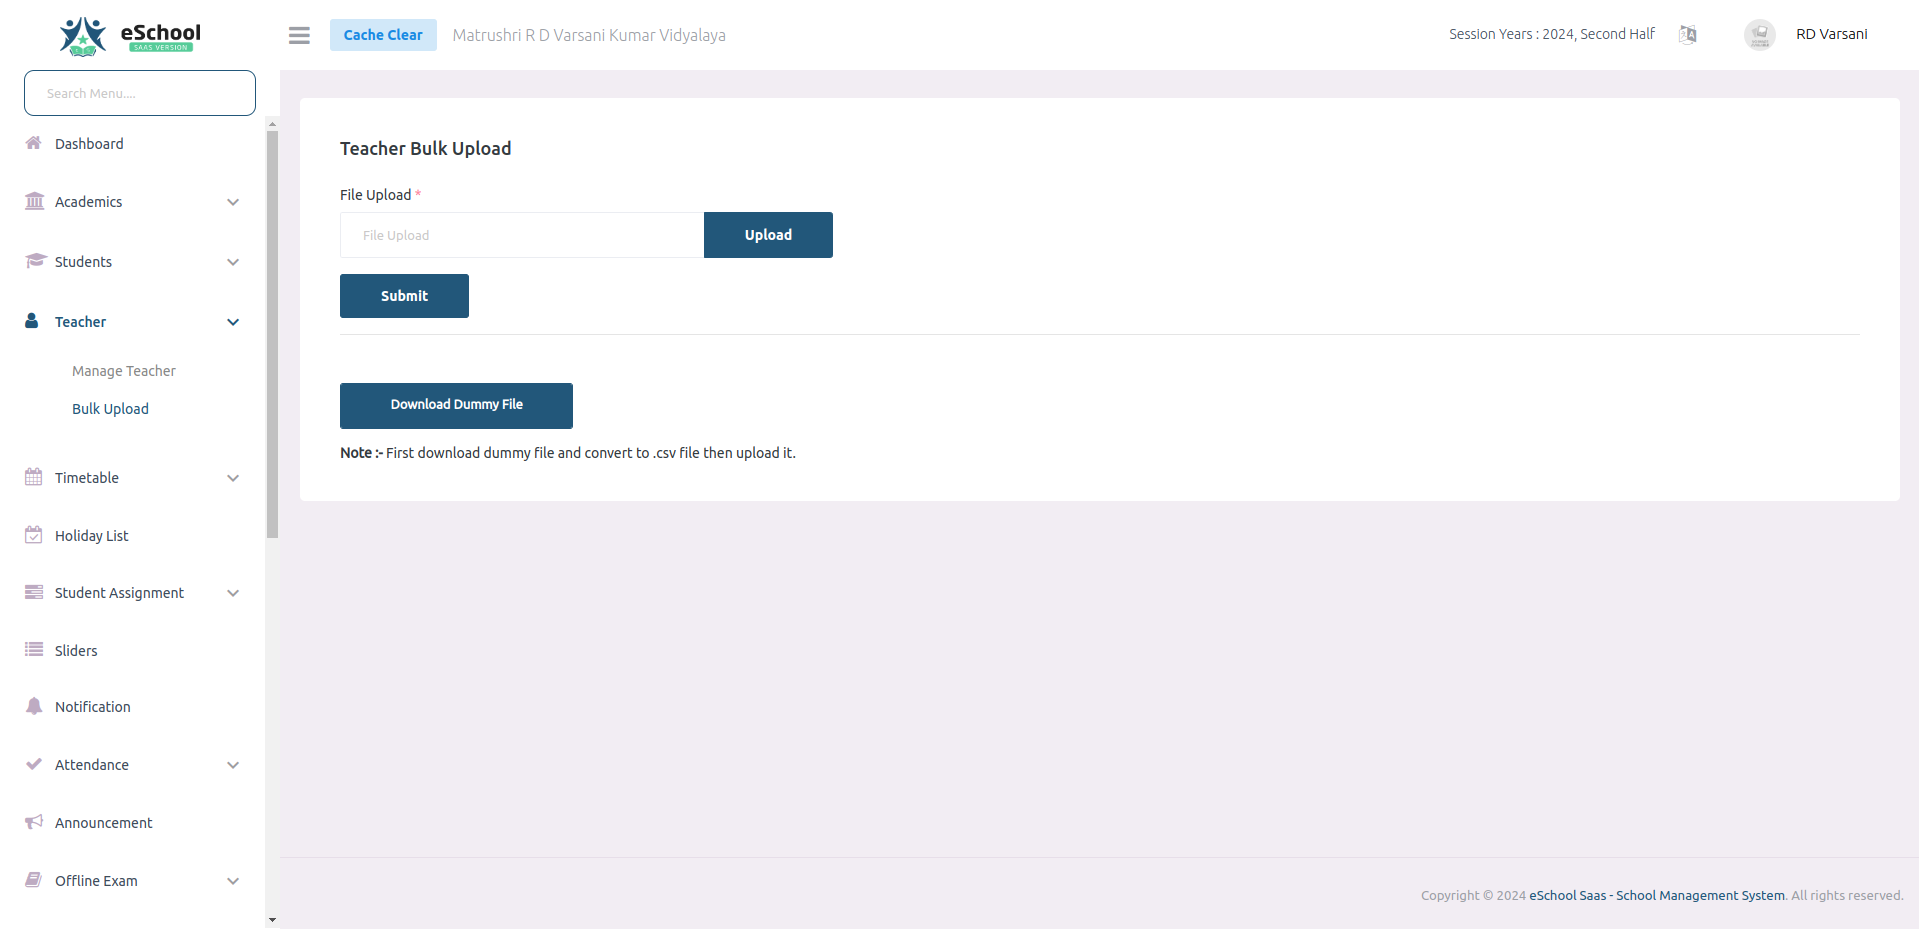 eSchool
SAAS VERSION
Cache Clear
Matrushri R D Varsani Kumar Vidyalaya
Session Years : 2024, Second Half
RD Varsani
Search Menu....
Dashboard
Academics
Students
Teacher
Manage Teacher
Bulk Upload
Timetable
Holiday List
Student Assignment
Sliders
Notification
Attendance
Announcement
Offline Exam
Teacher Bulk Upload
File Upload *
File Upload
Upload
Submit
Download Dummy File
Note :- First download dummy file and convert to .csv file then upload it.
Copyright © 2024 eSchool Saas - School Management System. All rights reserved.